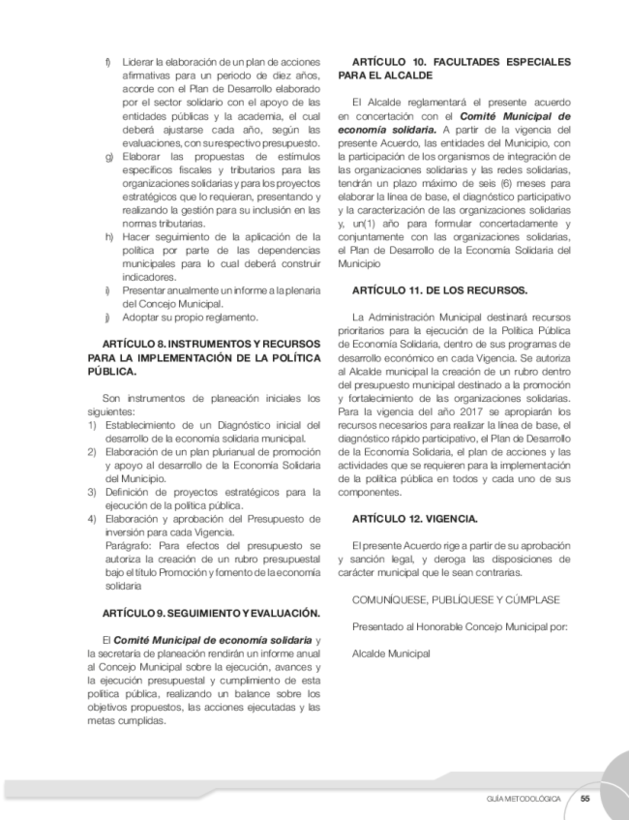 f) Liderar la elaboración de un plan de acciones
afirmativas para un periodo de diez años,
acorde con el Plan de Desarrollo elaborado
por el sector solidario con el apoyo de las
entidades públicas y la academia, el cual
deberá ajustarse cada año, según las
evaluaciones, con su respectivo presupuesto.
g) Elaborar las propuestas de estímulos
específicos fiscales y tributarios para las
organizaciones solidarias y para los proyectos
estratégicos que lo requieran, presentando y
realizando la gestión para su inclusión en las
normas tributarias.
h) Hacer seguimiento de la aplicación de la
política por parte de las dependencias
municipales para lo cual deberá construir
indicadores.
i) Presentar anualmente un informe a la plenaria
del Concejo Municipal.
j) Adoptar su propio reglamento.
ARTÍCULO 8. INSTRUMENTOS Y RECURSOS
PARA LA IMPLEMENTACIÓN DE LA POLÍTICA
PÚBLICA.
Son instrumentos de planeación iniciales los
siguientes:
1) Establecimiento de un Diagnóstico inicial del
desarrollo de la economía solidaria municipal.
2) Elaboración de un plan plurianual de promoción
y apoyo al desarrollo de la Economía Solidaria
del Municipio.
3) Definición de proyectos estratégicos para la
ejecución de la política pública.
4) Elaboración y aprobación del Presupuesto de
inversión para cada Vigencia.
Parágrafo: Para efectos del presupuesto se
autoriza la creación de un rubro presupuestal
bajo el título Promoción y fomento de la economía
solidaria
ARTÍCULO 9. SEGUIMIENTO Y EVALUACIÓN.
El Comité Municipal de economía solidaria y
la secretaría de planeación rendirán un informe anual
al Concejo Municipal sobre la ejecución, avances y
la ejecución presupuestal y cumplimiento de esta
política pública, realizando un balance sobre los
objetivos propuestos, las acciones ejecutadas y las
metas cumplidas.
ARTÍCULO 10. FACULTADES ESPECIALES
PARA EL ALCALDE
El Alcalde reglamentará el presente acuerdo
en concertación con el Comité Municipal de
economía solidaria. A partir de la vigencia del
presente Acuerdo, las entidades del Municipio, con
la participación de los organismos de integración de
las organizaciones solidarias y las redes solidarias,
tendrán un plazo máximo de seis (6) meses para
elaborar la línea de base, el diagnóstico participativo
y la caracterización de las organizaciones solidarias
y, un(1) año para formular concertadamente y
conjuntamente con las organizaciones solidarias,
el Plan de Desarrollo de la Economía Solidaria del
Municipio
ARTÍCULO 11. DE LOS RECURSOS.
La Administración Municipal destinará recursos
prioritarios para la ejecución de la Política Pública
de Economía Solidaria, dentro de sus programas de
desarrollo económico en cada Vigencia. Se autoriza
al Alcalde municipal la creación de un rubro dentro
del presupuesto municipal destinado a la promoción
y fortalecimiento de las organizaciones solidarias.
Para la vigencia del año 2017 se apropiarán los
recursos necesarios para realizar la línea de base, el
diagnóstico rápido participativo, el Plan de Desarrollo
de la Economía Solidaria, el plan de acciones y las
actividades que se requieren para la implementación
de la política pública en todos y cada uno de sus
componentes.
ARTÍCULO 12. VIGENCIA.
El presente Acuerdo rige a partir de su aprobación
y sanción legal, y deroga las disposiciones de
carácter municipal que le sean contrarias.
COMUNÍQUESE, PUBLÍQUESE Y CÚMPLASE
Presentado al Honorable Concejo Municipal por:
Alcalde Municipal
GUÍA METODOLÓGICA 55